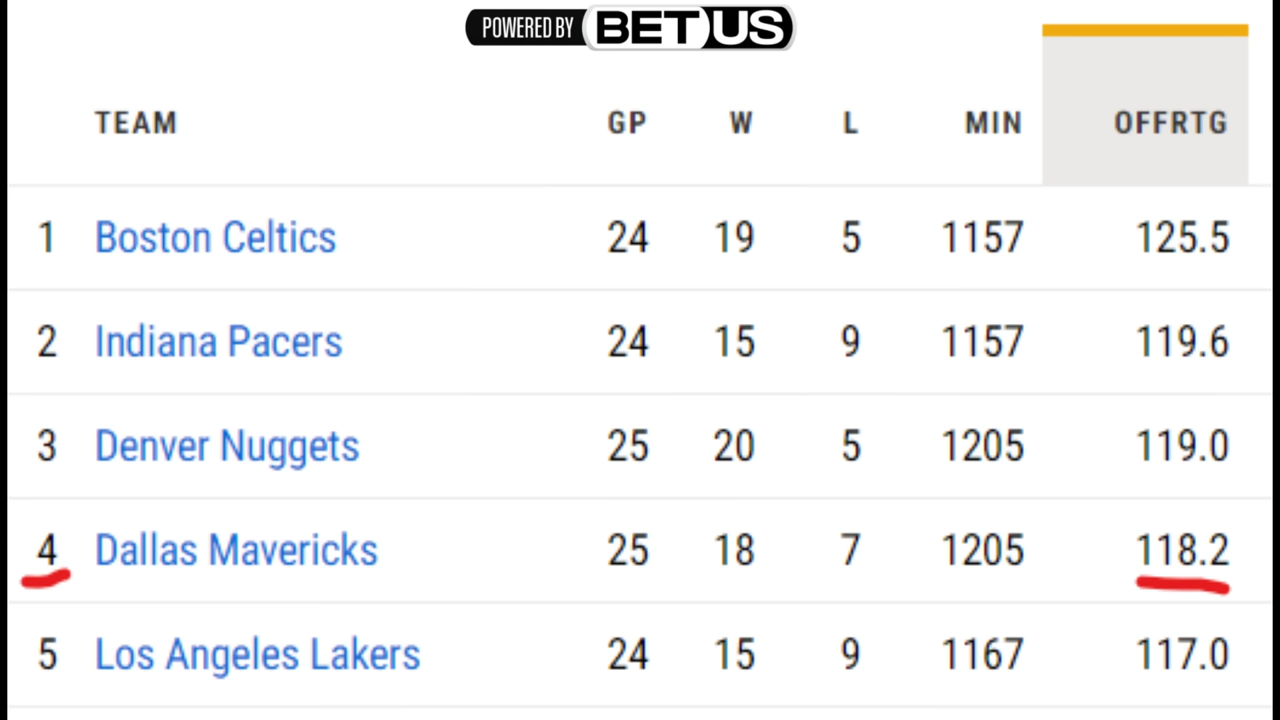 POWERED BY BETUS
TEAM GP W L MIN OFFRTG
1 Boston Celtics 24 19 5 1157 125.5
2 Indiana Pacers 24 15 9 1157 119.6
3 Denver Nuggets 25 20 5 1205 119.0
4 Dallas Mavericks 25 18 7 1205 118.2
5 Los Angeles Lakers 24 15 9 1167 117.0